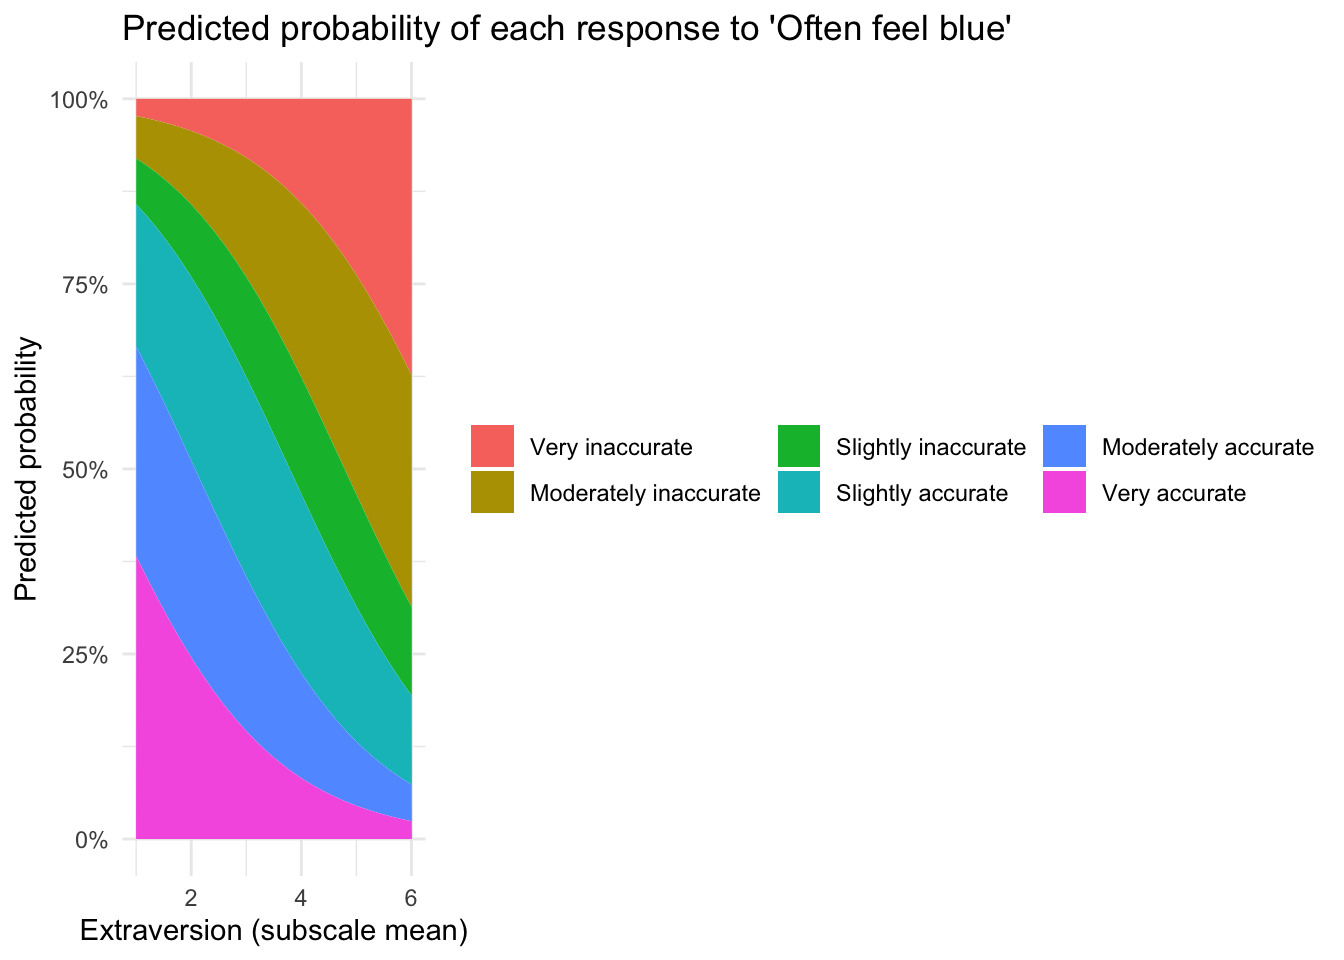 Predicted probability of each response to 'Often feel blue'
Predicted probability
100%
75%
50%
25%
0%
2 4 6
Extraversion (subscale mean)
Very inaccurate
Moderately inaccurate
Slightly inaccurate
Slightly accurate
Moderately accurate
Very accurate